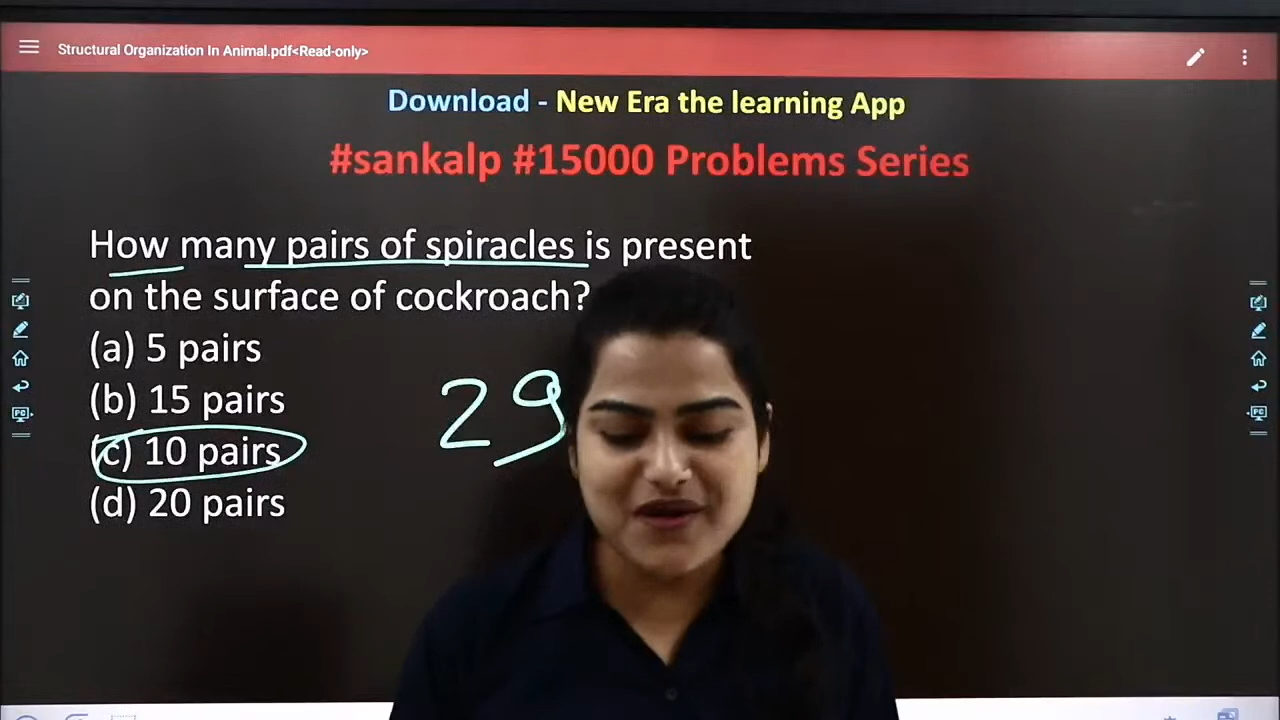 Structural Organization In Animal.pdf<Read-only>
Download - New Era the learning App
#sankalp #15000 Problems Series
How many pairs of spiracles is present
on the surface of cockroach?
(a) 5 pairs
(b) 15 pairs
29
(c) 10 pairs
(d) 20 pairs
PC
PC